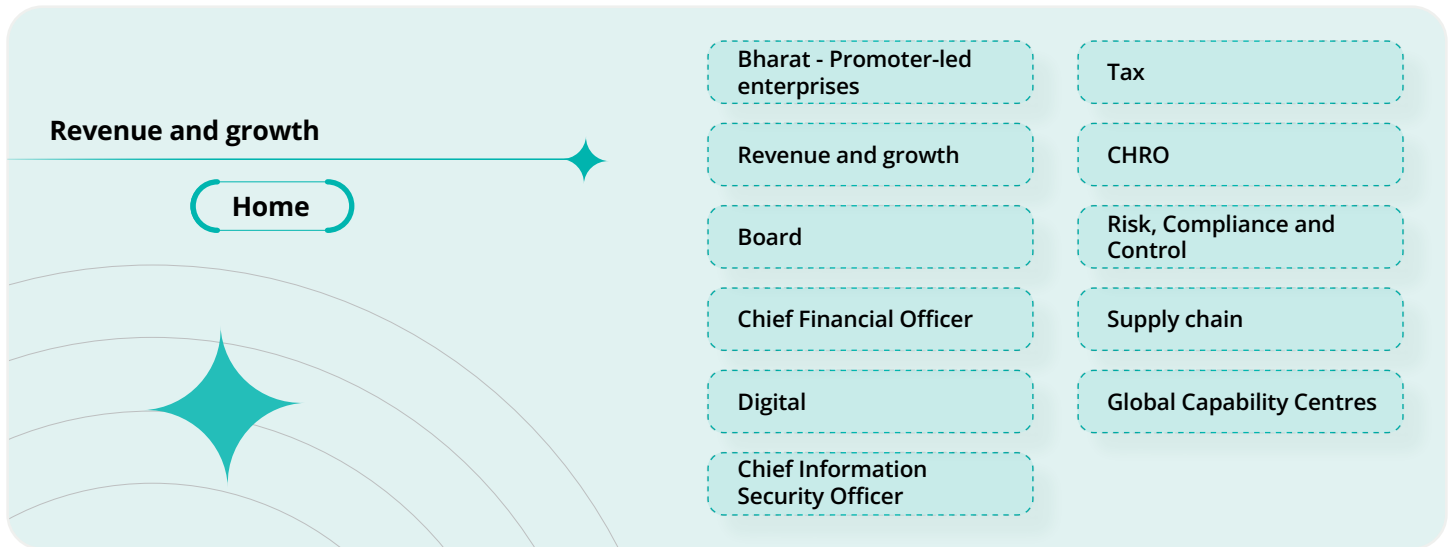 Revenue and growth
Home
Bharat - Promoter-led
enterprises
Revenue and growth
Board
Chief Financial Officer
Digital
Chief Information
Security Officer
Tax
CHRO
Risk, Compliance and
Control
Supply chain
Global Capability Centres